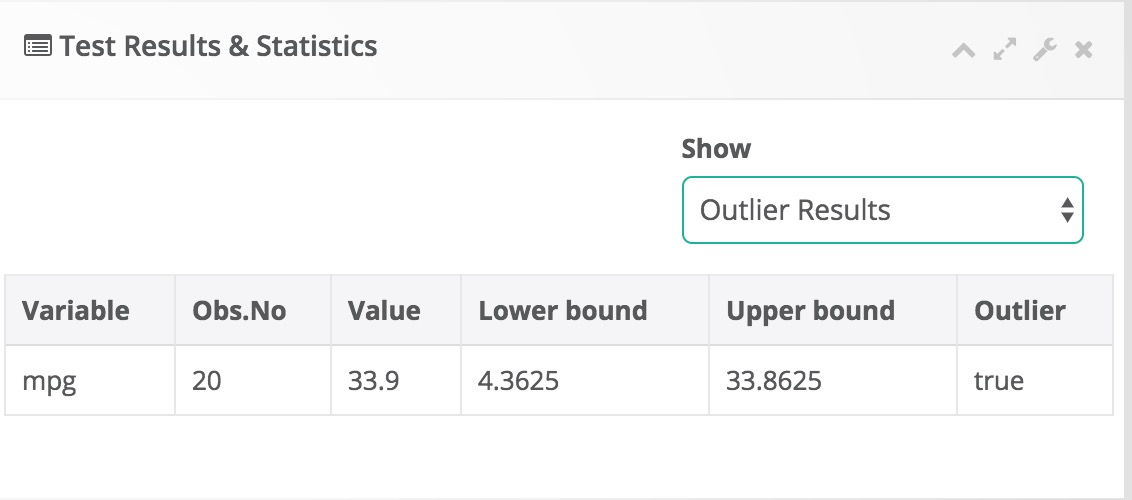 Test Results & Statistics
Show
Outlier Results
Variable Obs.No Value Lower bound Upper bound Outlier
mpg 20 33.9 4.3625 33.8625 true